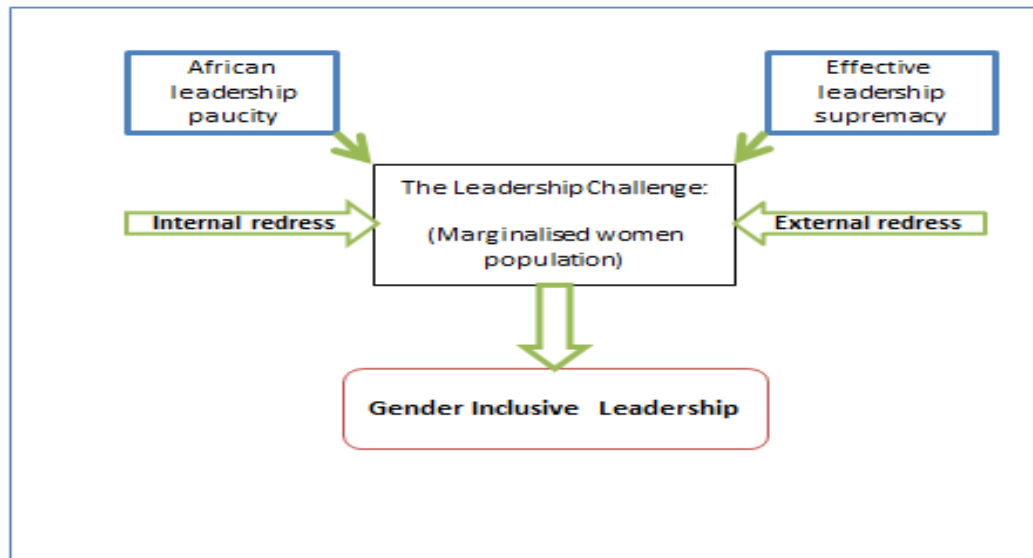 African
leadership
paucity
Effective
leadership
supremacy
The Leadership Challenge:
(Marginalised women
population)
Internal redress
External redress
Gender Inclusive Leadership